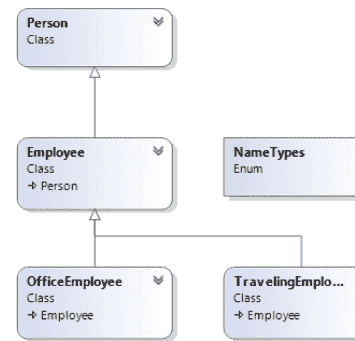 Person
Class
Employee
Class
Person
NameTypes
Enum
OfficeEmployee
Class
Employee
TravelingEmplo...
Class
Employee